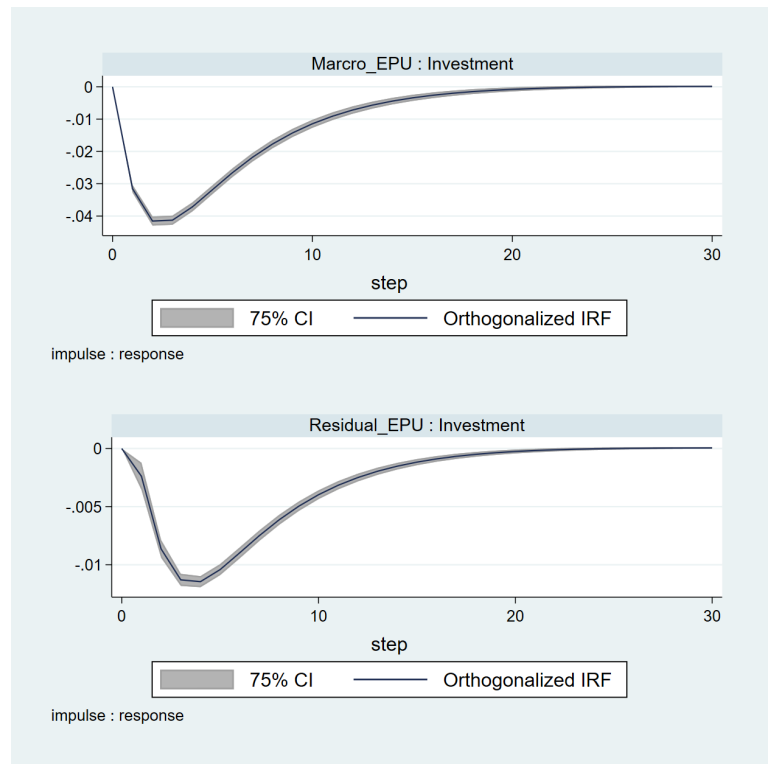 Marcro_EPU : Investment
0
-.01
-.02
-.03
-.04
0 10 20 30
step
75% CI Orthogonalized IRF
impulse : response
Residual_EPU : Investment
0
-.005
-.01
0 10 20 30
step
75% CI Orthogonalized IRF
impulse : response